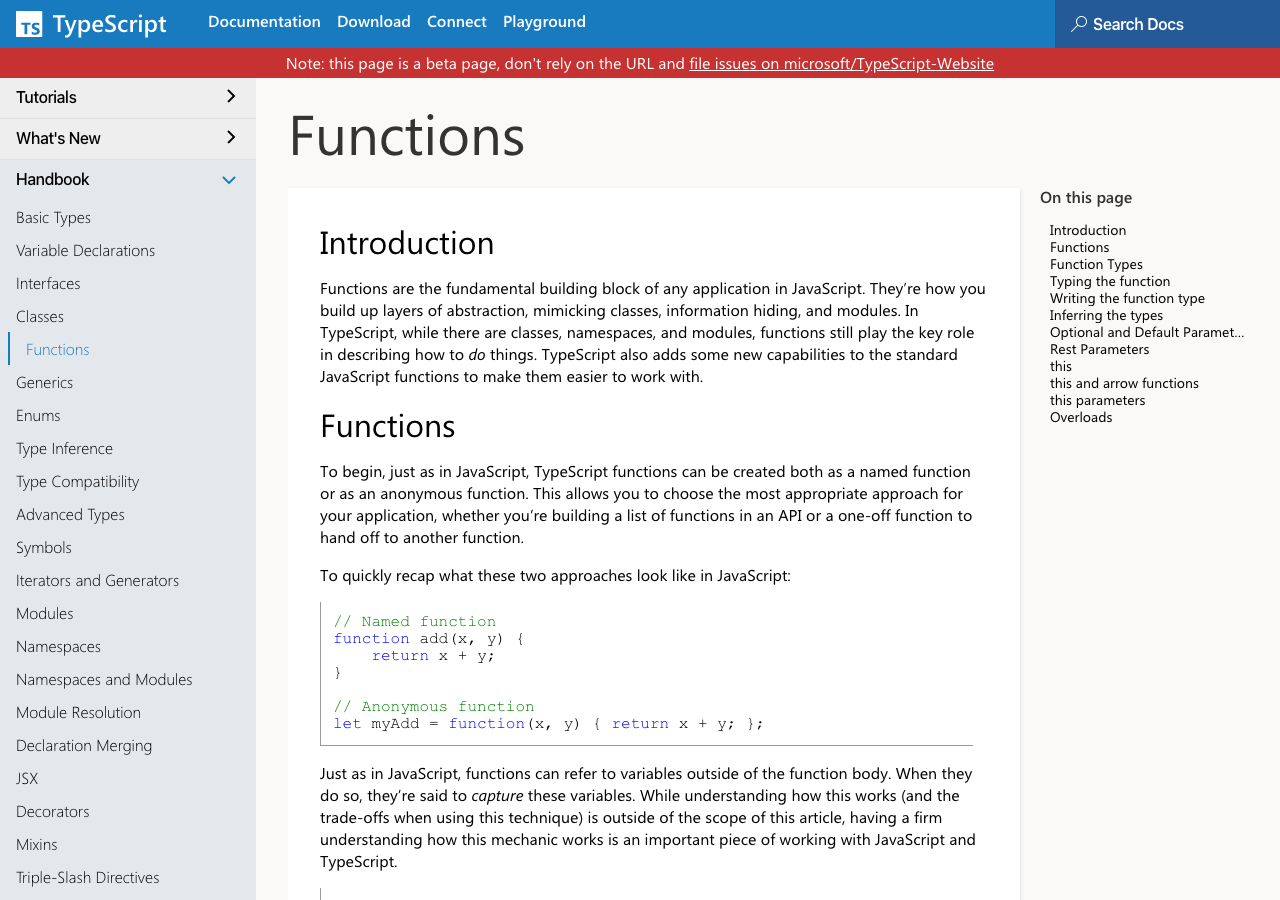 TS TypeScript
Documentation Download Connect Playground
Search Docs
Note: this page is a beta page, don't rely on the URL and file issues on microsoft/TypeScript-Website
Tutorials
What's New
Handbook
Basic Types
Variable Declarations
Interfaces
Classes
Functions
Generics
Enums
Type Inference
Type Compatibility
Advanced Types
Symbols
Iterators and Generators
Modules
Namespaces
Namespaces and Modules
Module Resolution
Declaration Merging
JSX
Decorators
Mixins
Triple-Slash Directives
Functions
Introduction
Functions are the fundamental building block of any application in JavaScript. They’re how you
build up layers of abstraction, mimicking classes, information hiding, and modules. In
TypeScript, while there are classes, namespaces, and modules, functions still play the key role
in describing how to do things. TypeScript also adds some new capabilities to the standard
JavaScript functions to make them easier to work with.
Functions
To begin, just as in JavaScript, TypeScript functions can be created both as a named function
or as an anonymous function. This allows you to choose the most appropriate approach for
your application, whether you’re building a list of functions in an API or a one-off function to
hand off to another function.
To quickly recap what these two approaches look like in JavaScript:
// Named function
function add(x, y) {
    return x + y;
}
// Anonymous function
let myAdd = function(x, y) { return x + y; };
Just as in JavaScript, functions can refer to variables outside of the function body. When they
do so, they’re said to capture these variables. While understanding how this works (and the
trade-offs when using this technique) is outside of the scope of this article, having a firm
understanding how this mechanic works is an important piece of working with JavaScript and
TypeScript.
On this page
Introduction
Functions
Function Types
Typing the function
Writing the function type
Inferring the types
Optional and Default Paramet...
Rest Parameters
this
this and arrow functions
this parameters
Overloads